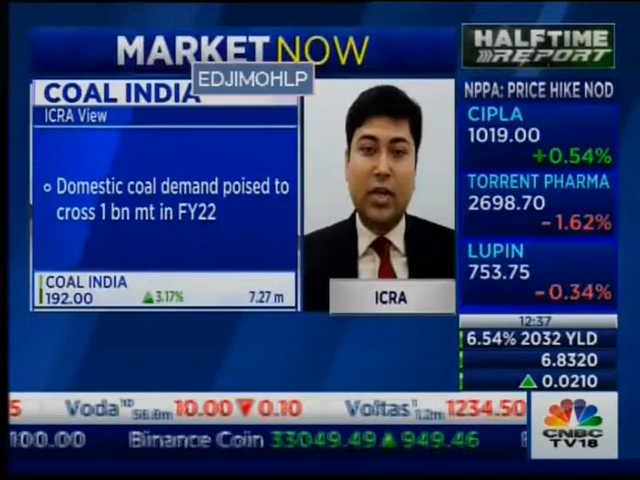 MARKET NOW
EDJIMOHLP
HALFTIME
REPORT
COAL INDIA
ICRA View
Domestic coal demand poised to
cross 1 bn mt in FY22
COAL INDIA
192.00 ▲3.17% 7.27 m
ICRA
NPPA: PRICE HIKE NOD
CIPLA
1019.00
+0.54%
TORRENT PHARMA
2698.70
-1.62%
LUPIN
753.75
-0.34%
12:37
6.54% 2032 YLD
6.8320
▲ 0.0210
5 Voda 10.00 ▼ 0.10 Voltas 1.2m 1234.50
100.00 Binance Coin 33049.49 ▲ 949.46
CNBC
TV18